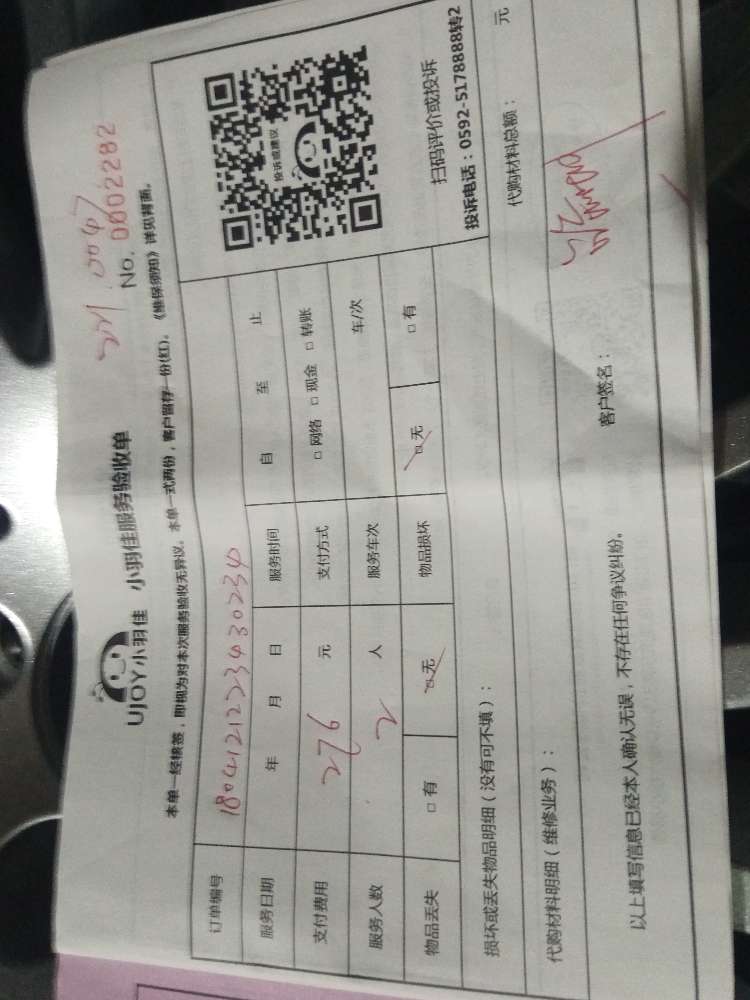 UJOY小羽佳 小羽佳服务验收单
No. 0002282
本单一经接签，即视为对本次服务验收无异议。本单一式两份，客户留存一份(红)。《维保须知》详见背面。
订单编号 180412122343023
服务日期 年 月 日 服务时间 自 至 止
支付费用 276 元 支付方式 □ 网络 □ 现金 □ 转账
服务人数 2 人 服务车次 车/次
物品丢失 □ 有 □ 无 物品损坏 □ 无 □ 有
投诉或建议
扫码评价或投诉
投诉电话：0592-5178888转2
损坏或丢失物品明细（没有可不填）：
代购材料明细（维修业务）： 代购材料总额： 元
以上填写信息已经本人确认无误，不存在任何争议纠纷。 客户签名：